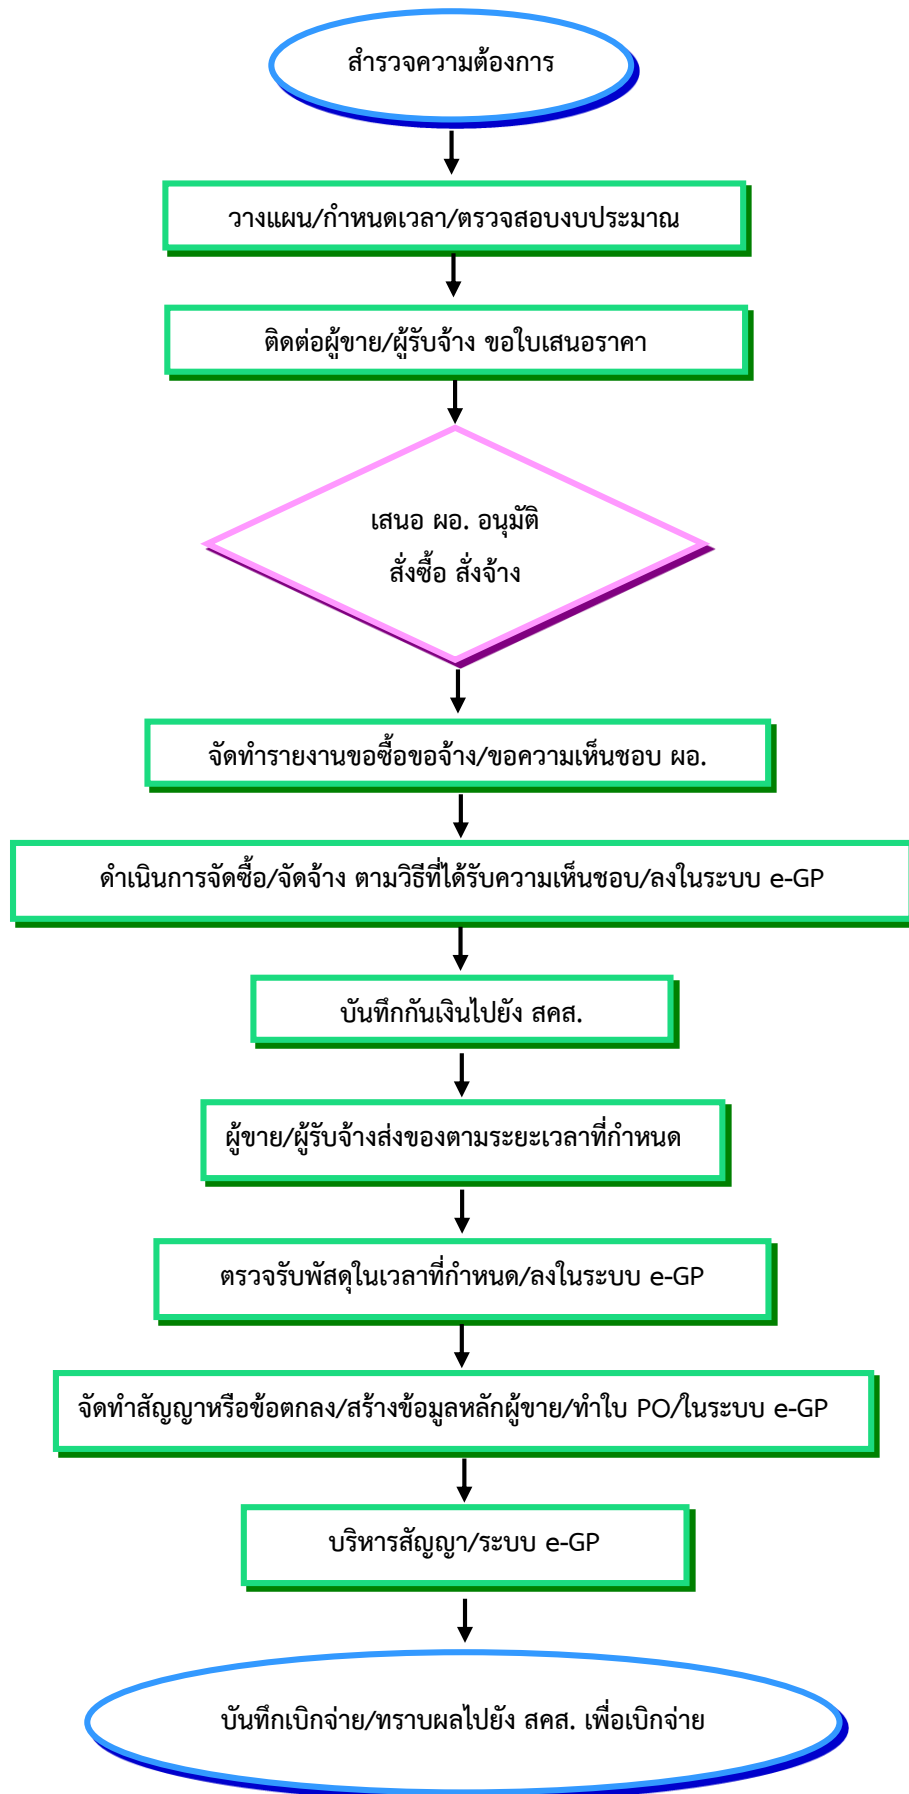 สำรวจความต้องการ
วางแผน/กำหนดเวลา/ตรวจสอบงบประมาณ
ติดต่อผู้ขาย/ผู้รับจ้าง ขอใบเสนอราคา
เสนอ ผอ. อนุมัติ
สั่งซื้อ สั่งจ้าง
จัดทำรายงานขอซื้อขอจ้าง/ขอความเห็นชอบ ผอ.
ดำเนินการจัดซื้อ/จัดจ้าง ตามวิธีที่ได้รับความเห็นชอบ/ลงในระบบ e-GP
บันทึกกันเงินไปยัง สคส.
ผู้ขาย/ผู้รับจ้างส่งของตามระยะเวลาที่กำหนด
ตรวจรับพัสดุในเวลาที่กำหนด/ลงในระบบ e-GP
จัดทำสัญญาหรือข้อตกลง/สร้างข้อมูลหลักผู้ขาย/ทำใบ PO/ในระบบ e-GP
บริหารสัญญา/ระบบ e-GP
บันทึกเบิกจ่าย/ทราบผลไปยัง สคส. เพื่อเบิกจ่าย